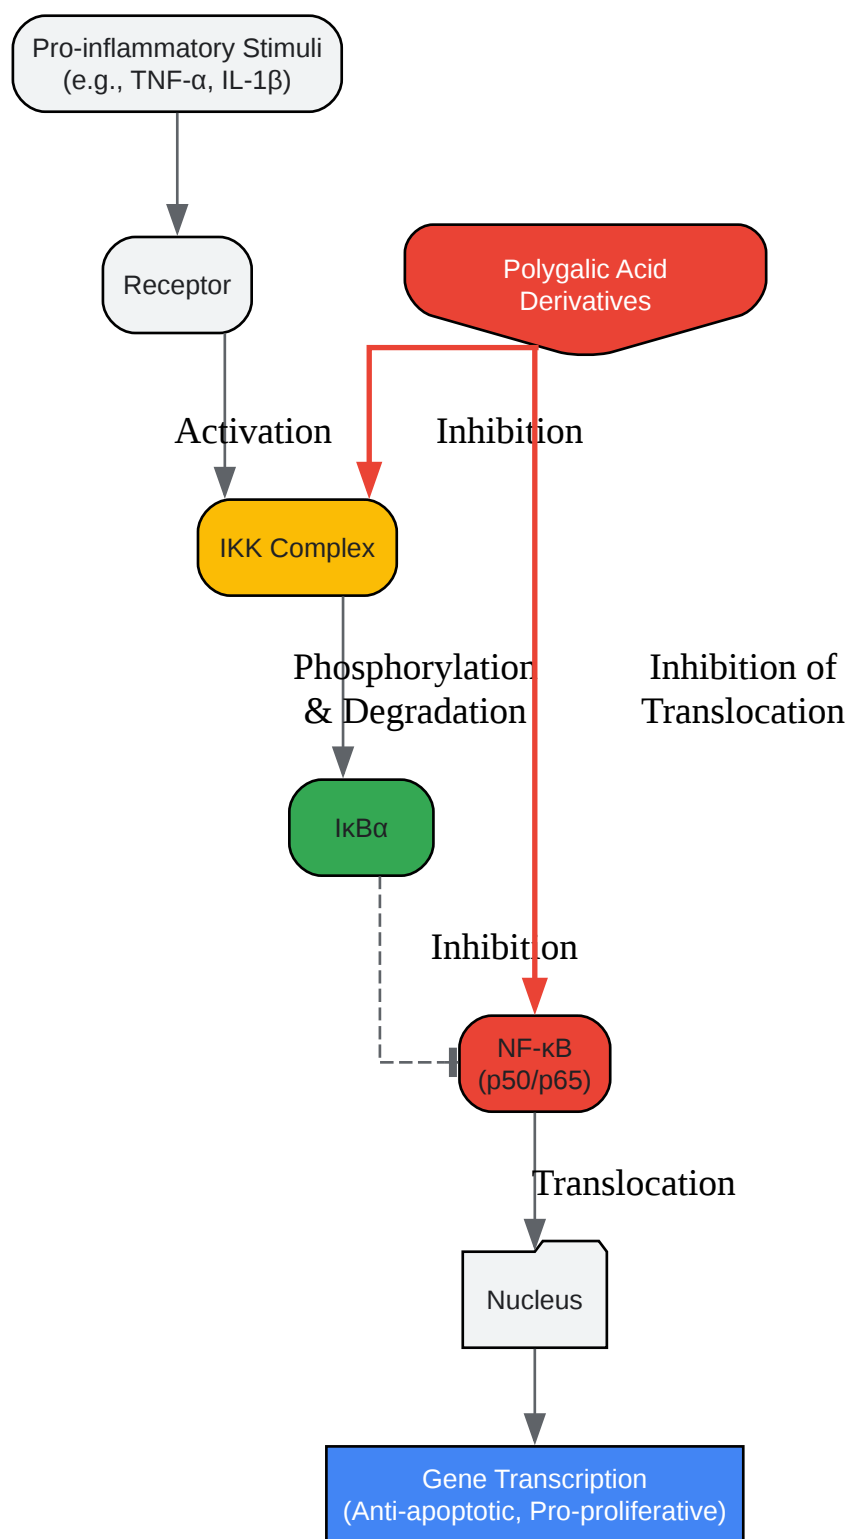 Pro-inflammatory Stimuli
(e.g., TNF-α, IL-1β)
Receptor
Polygalic Acid
Derivatives
Activation
Inhibition
IKK Complex
Phosphorylation
& Degradation
Inhibition of
Translocation
IκBα
Inhibition
NF-κB
(p50/p65)
Translocation
Nucleus
Gene Transcription
(Anti-apoptotic, Pro-proliferative)